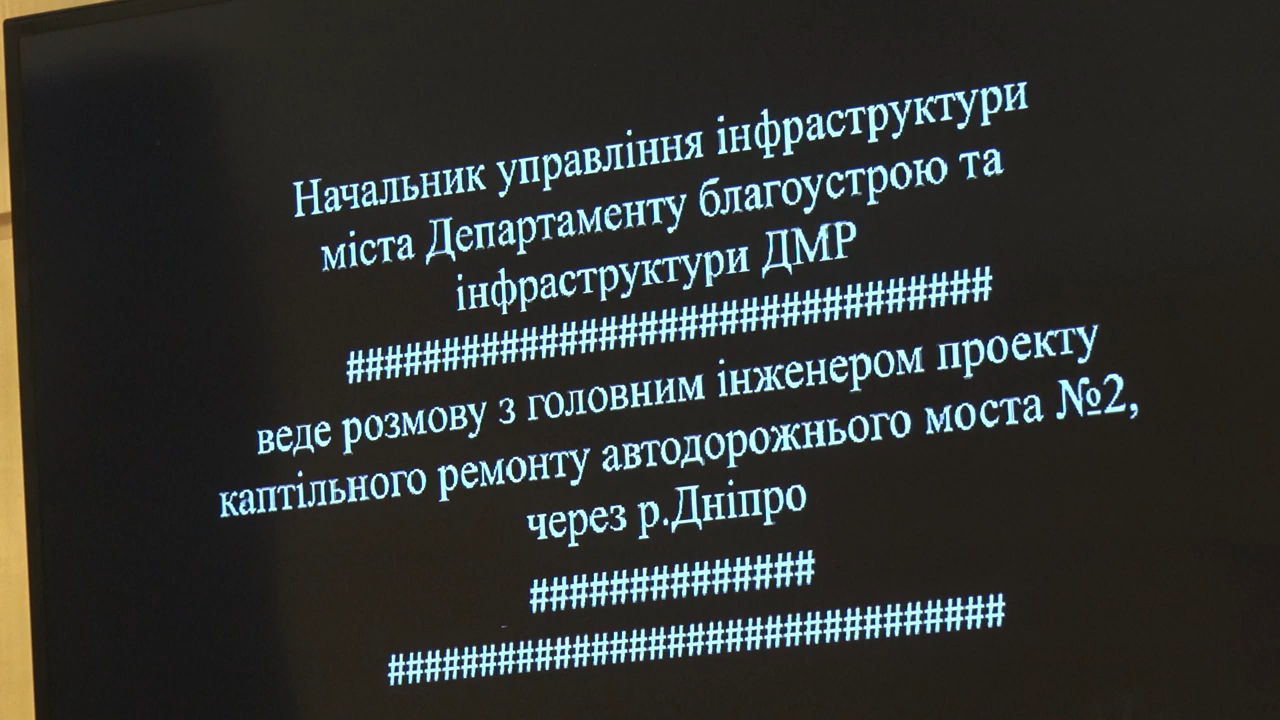 Начальник управління інфраструктури
міста Департаменту благоустрою та
інфраструктури ДМР
############################
веде розмову з головним інженером проекту
каптільного ремонту автодорожнього моста №2,
через р.Дніпро
##############
##############################